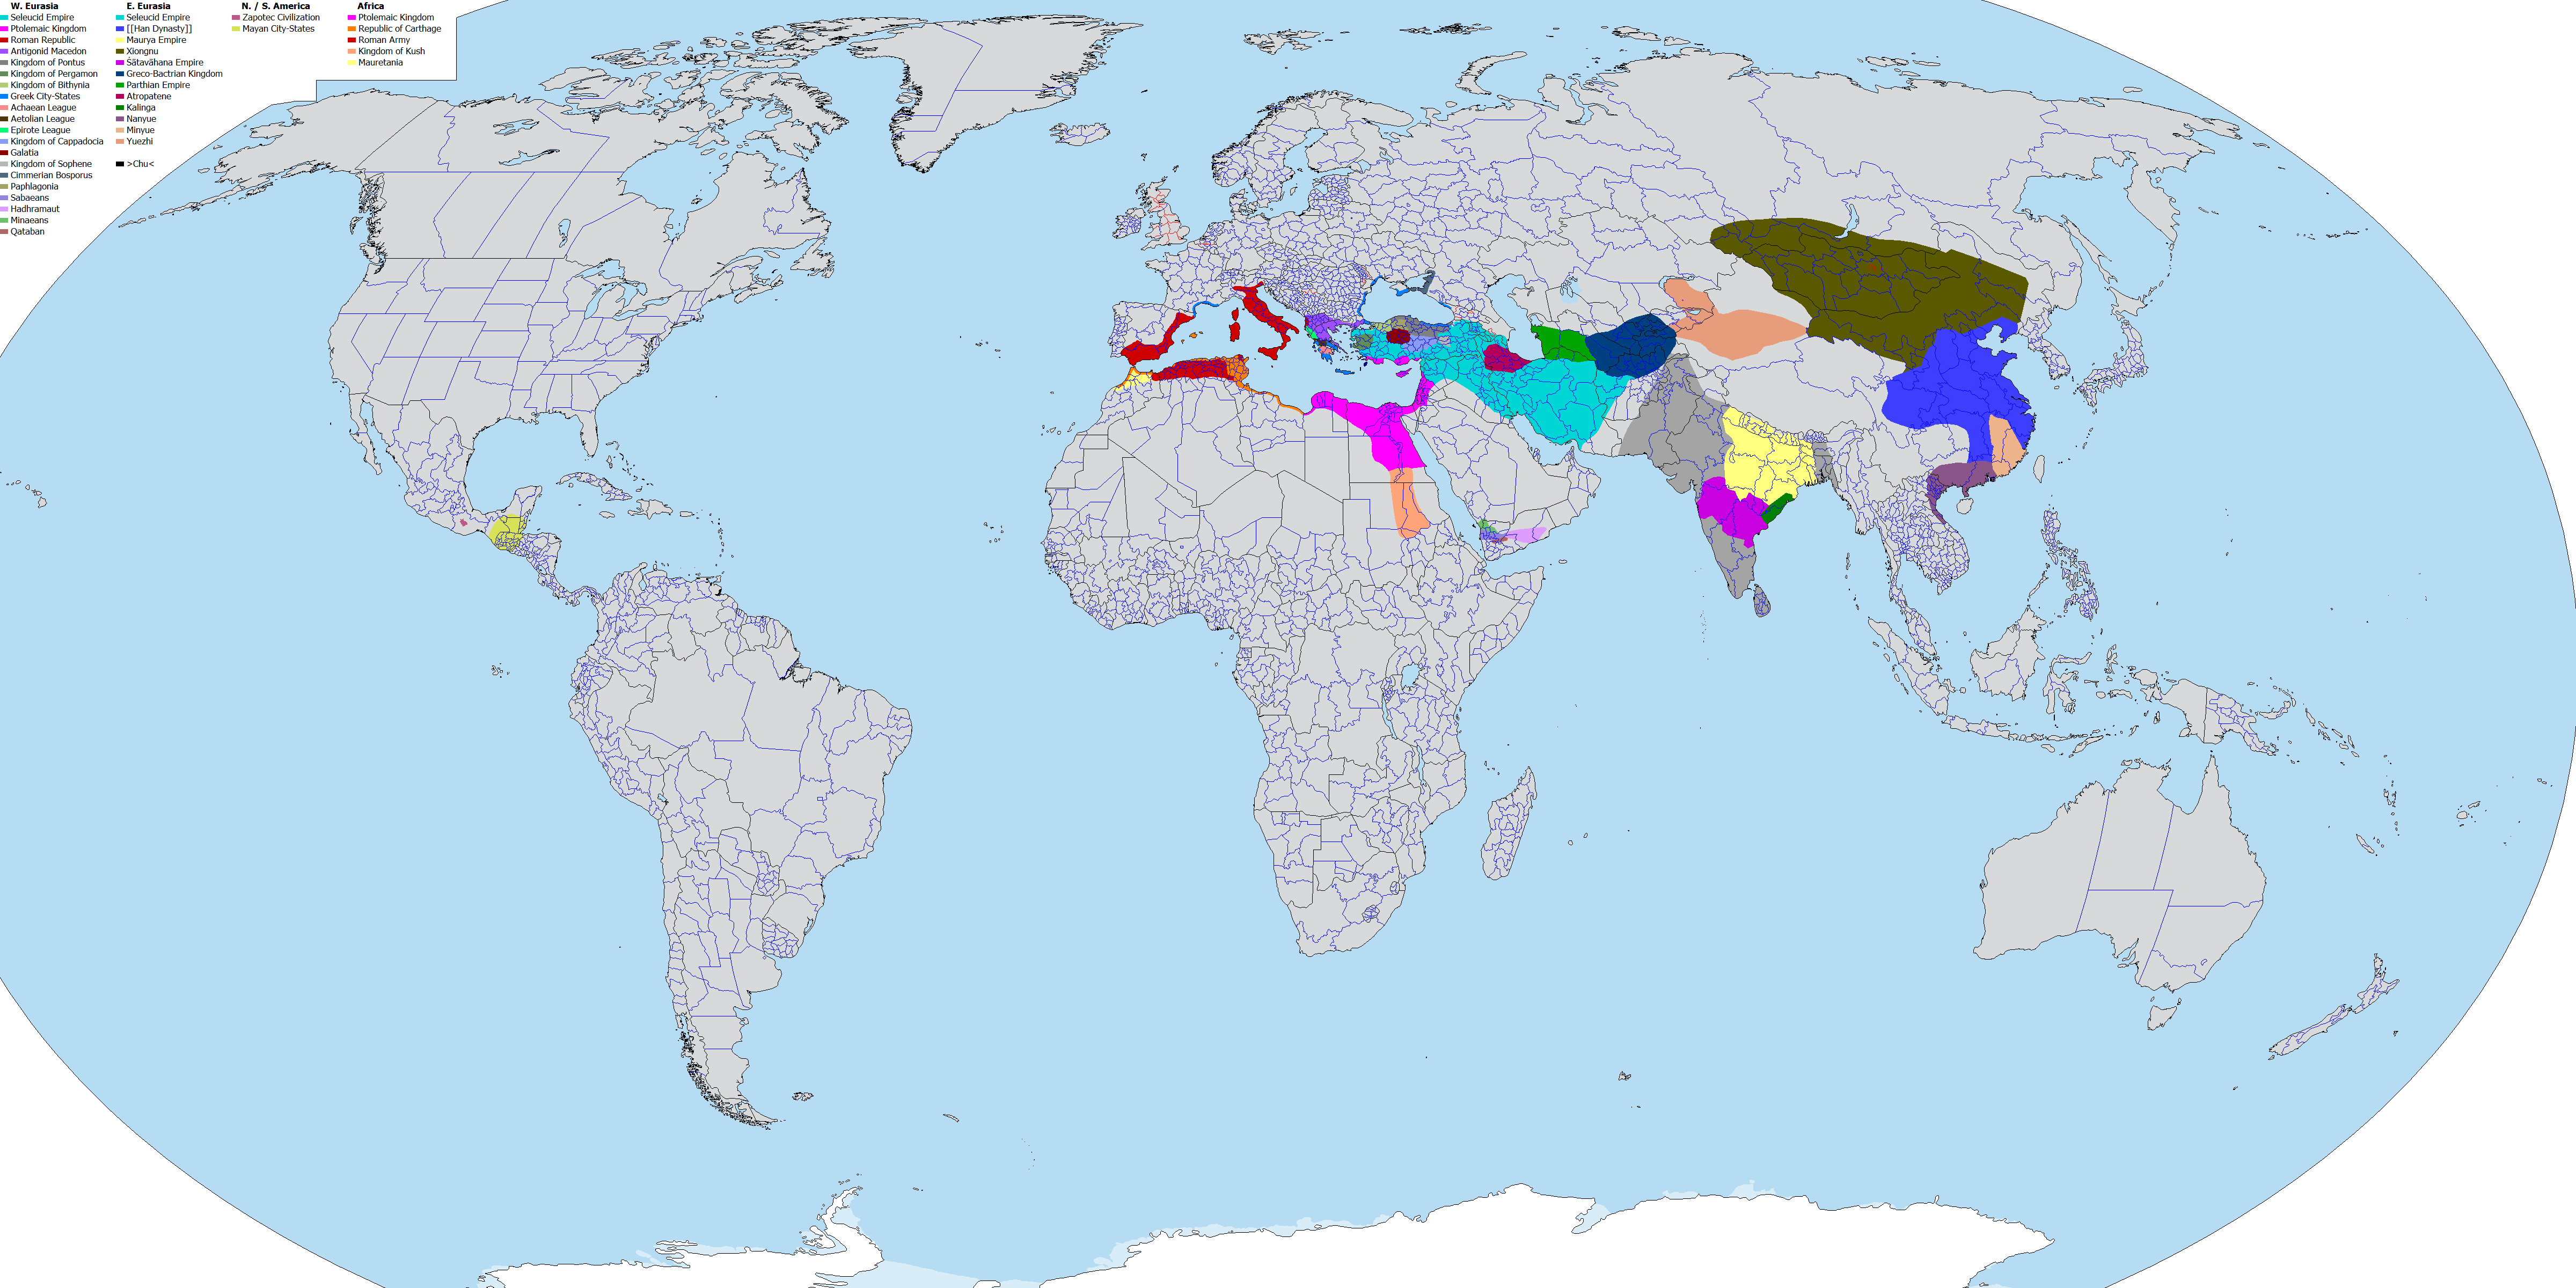 W. Eurasia
Seleucid Empire
Ptolemaic Kingdom
Roman Republic
Antigonid Macedon
Kingdom of Pontus
Kingdom of Pergamon
Kingdom of Bithynia
Greek City-States
Achaean League
Aetolian League
Epirote League
Kingdom of Cappadocia
Galatia
Kingdom of Sophene
Cimmerian Bosporus
Paphlagonia
Sabaeans
Hadhramaut
Minaeans
Qataban
E. Eurasia
Seleucid Empire
[[Han Dynasty]]
Maurya Empire
Xiongnu
Śātavāhana Empire
Greco-Bactrian Kingdom
Parthian Empire
Atropatene
Kalinga
Nanyue
Minyue
Yuezhi
>Chu<
N. / S. America
Zapotec Civilization
Mayan City-States
Africa
Ptolemaic Kingdom
Republic of Carthage
Roman Army
Kingdom of Kush
Mauretania